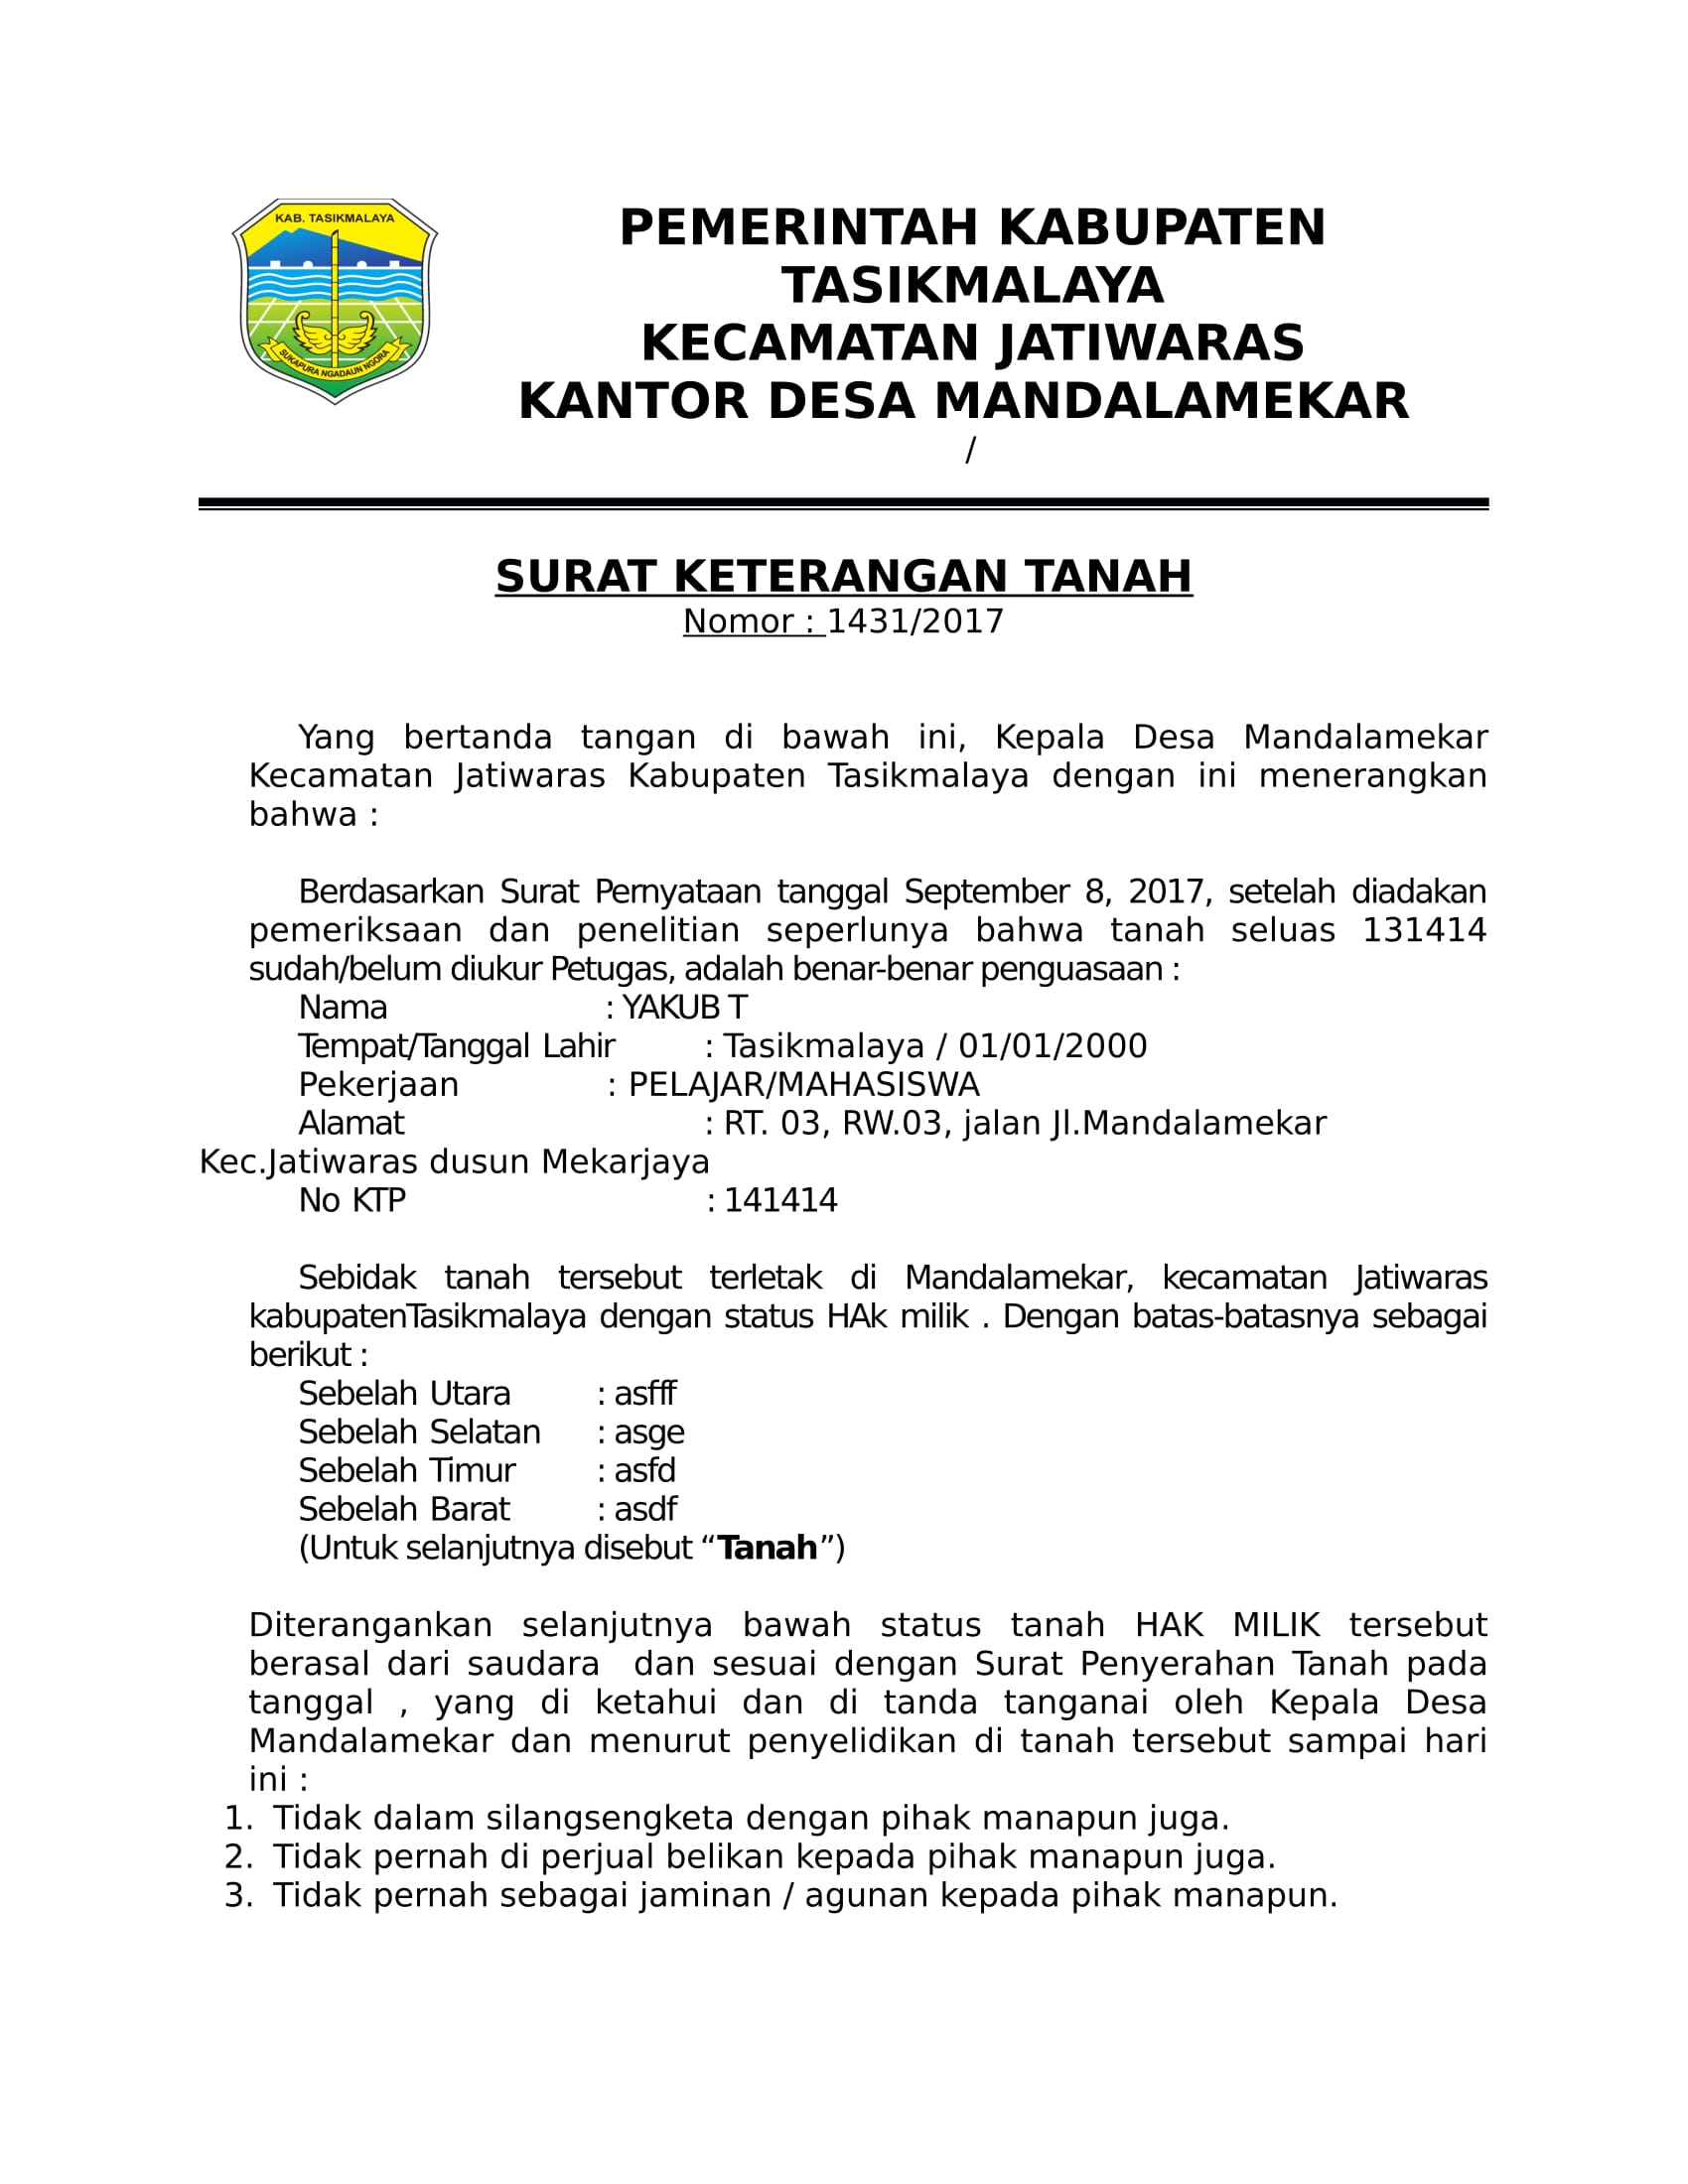 KAB. TASIKMALAYA
SUKAPURA NGADAUN NGORA
PEMERINTAH KABUPATEN
TASIKMALAYA
KECAMATAN JATIWARAS
KANTOR DESA MANDALAMEKAR
/
SURAT KETERANGAN TANAH
Nomor : 1431/2017
Yang bertanda tangan di bawah ini, Kepala Desa Mandalamekar
Kecamatan Jatiwaras Kabupaten Tasikmalaya dengan ini menerangkan
bahwa :
Berdasarkan Surat Pernyataan tanggal September 8, 2017, setelah diadakan
pemeriksaan dan penelitian seperlunya bahwa tanah seluas 131414
sudah/belum diukur Petugas, adalah benar-benar penguasaan :
Nama : YAKUB T
Tempat/Tanggal Lahir : Tasikmalaya / 01/01/2000
Pekerjaan : PELAJAR/MAHASISWA
Alamat : RT. 03, RW.03, jalan Jl.Mandalamekar
Kec.Jatiwaras dusun Mekarjaya
No KTP : 141414
Sebidak tanah tersebut terletak di Mandalamekar, kecamatan Jatiwaras
kabupatenTasikmalaya dengan status HAk milik . Dengan batas-batasnya sebagai
berikut :
Sebelah Utara : asfff
Sebelah Selatan : asge
Sebelah Timur : asfd
Sebelah Barat : asdf
(Untuk selanjutnya disebut “Tanah”)
Diterangankan selanjutnya bawah status tanah HAK MILIK tersebut
berasal dari saudara dan sesuai dengan Surat Penyerahan Tanah pada
tanggal , yang di ketahui dan di tanda tanganai oleh Kepala Desa
Mandalamekar dan menurut penyelidikan di tanah tersebut sampai hari
ini :
1. Tidak dalam silangsengketa dengan pihak manapun juga.
2. Tidak pernah di perjual belikan kepada pihak manapun juga.
3. Tidak pernah sebagai jaminan / agunan kepada pihak manapun.